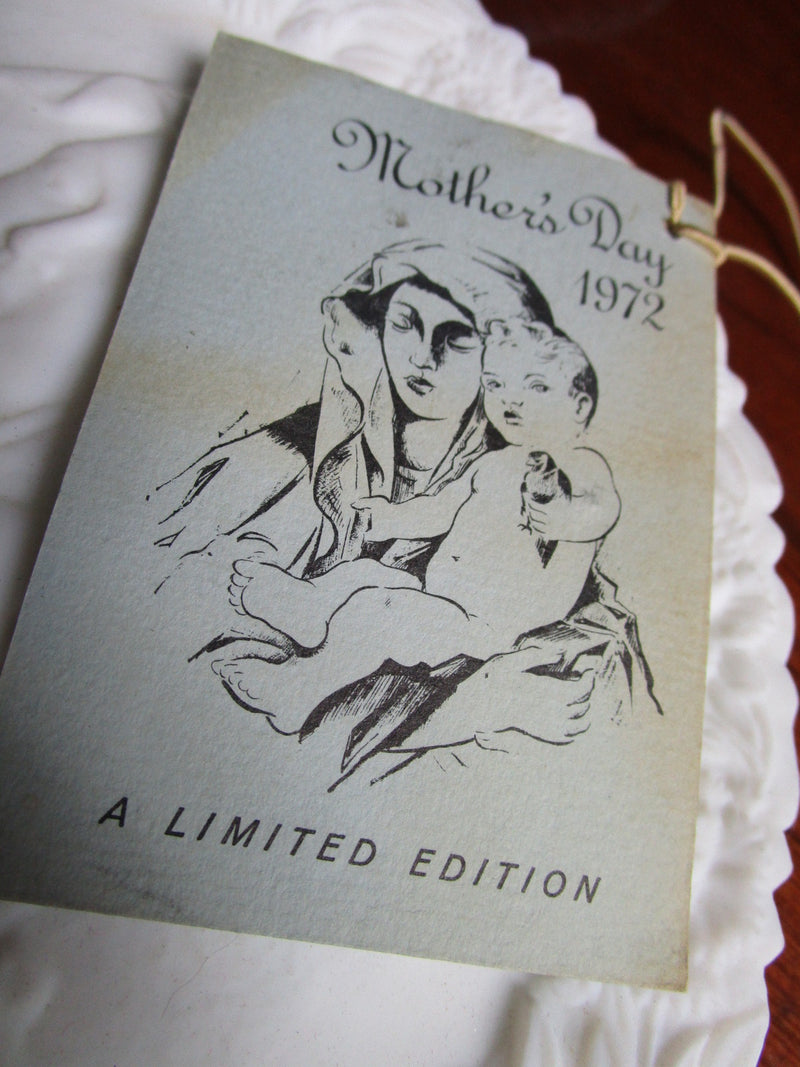 Mother's Day
1972
A LIMITED EDITION